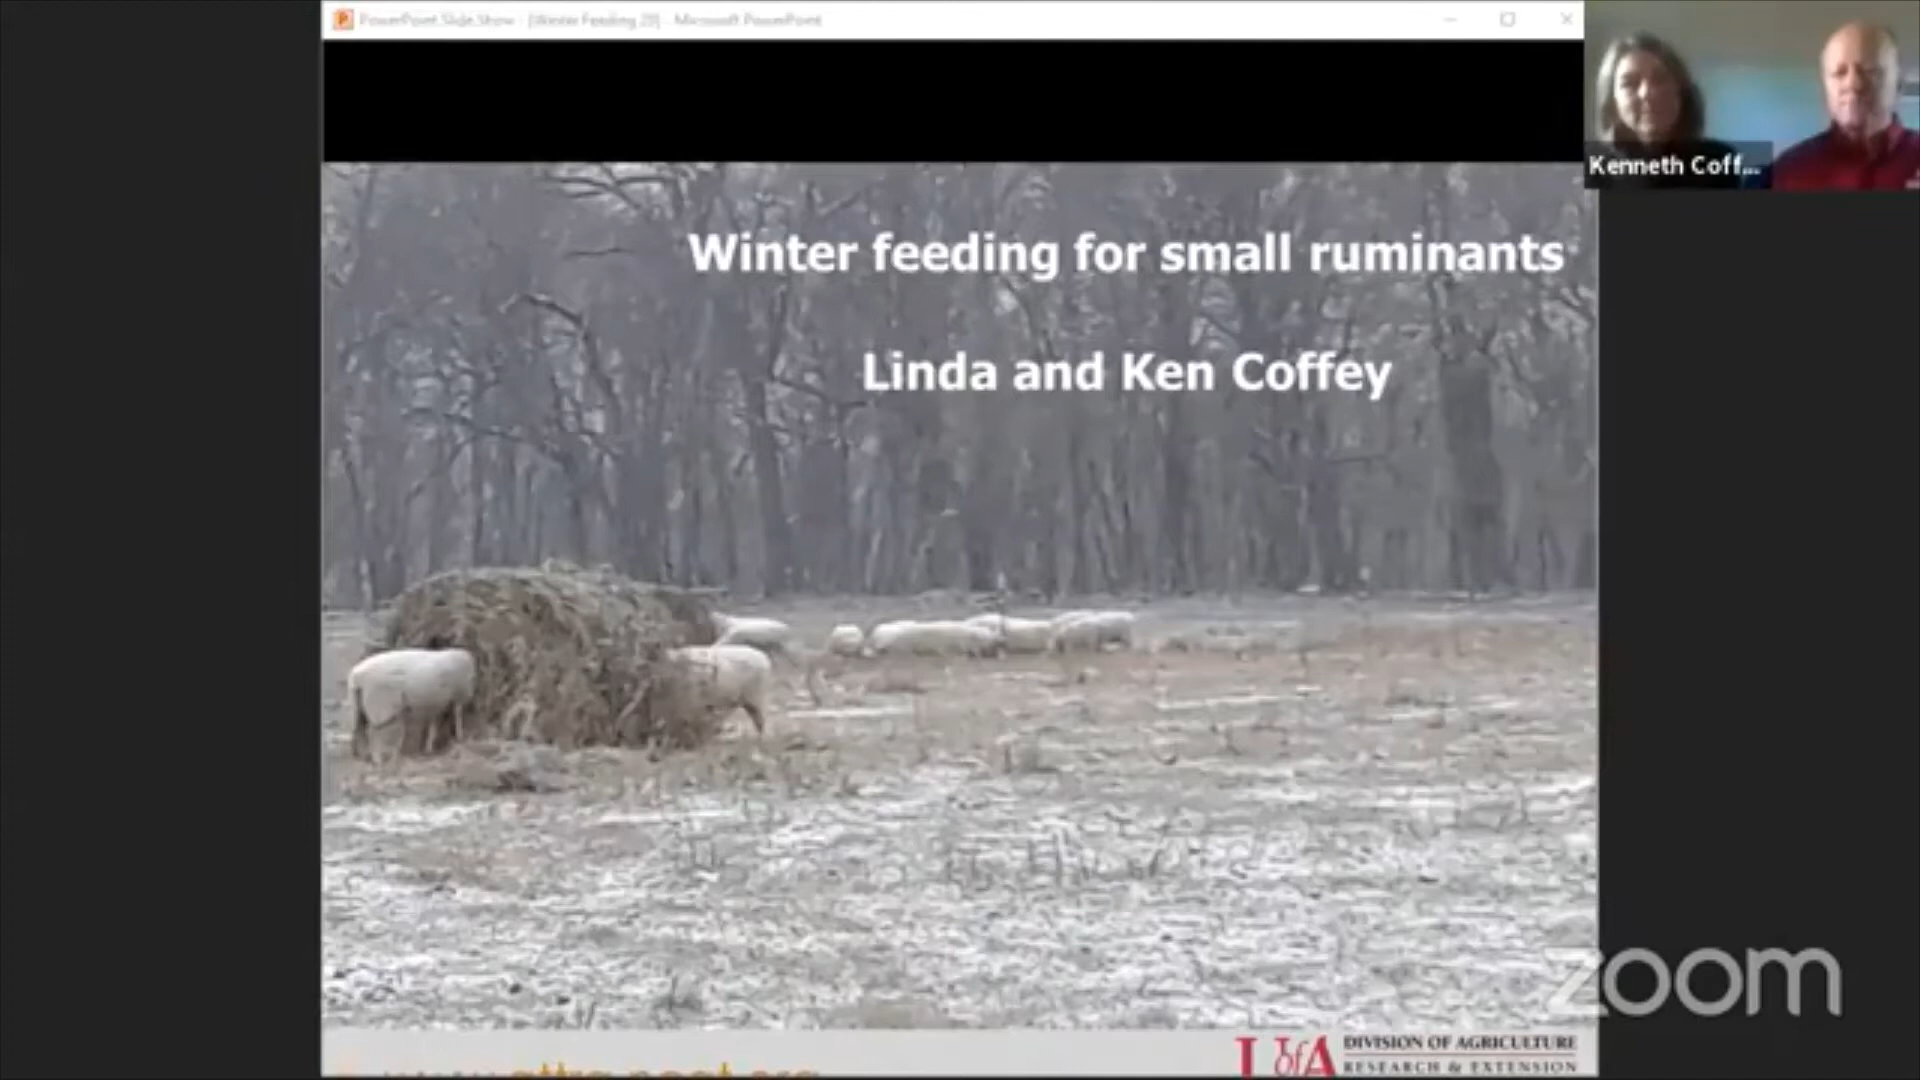 PowerPoint Slide Show - [Winter Feeding 20] - Microsoft PowerPoint
Kenneth Coff...
Winter feeding for small ruminants
Linda and Ken Coffey
zoom
UofA DIVISION OF AGRICULTURE
RESEARCH & EXTENSION